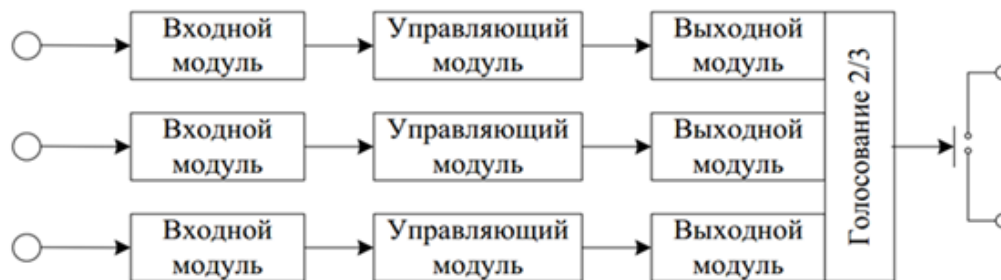 Входной
модуль
Управляющий
модуль
Выходной
модуль
Входной
модуль
Управляющий
модуль
Выходной
модуль
Входной
модуль
Управляющий
модуль
Выходной
модуль
Голосование 2/3